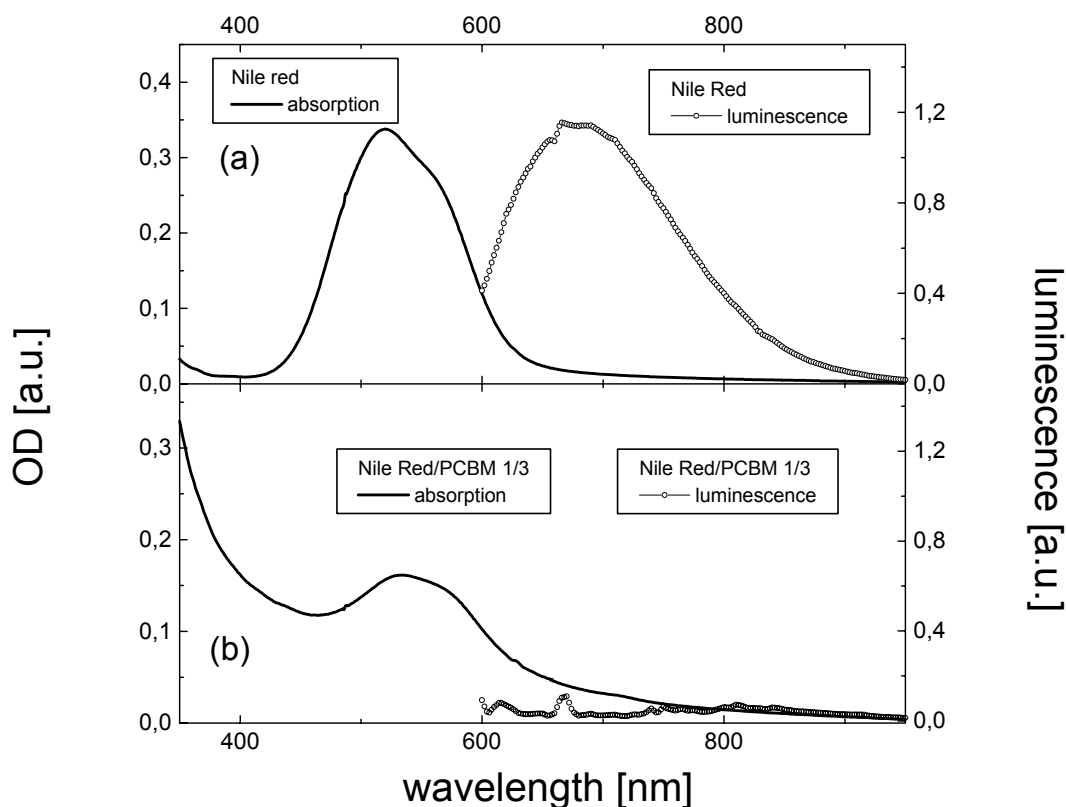 400 600 800
Nile red
absorption
Nile Red
luminescence
(a)
0,4
0,3
0,2
0,1
0,0
1,2
0,8
0,4
0,0
Nile Red/PCBM 1/3
absorption
Nile Red/PCBM 1/3
luminescence
(b)
0,3
0,2
0,1
0,0
1,2
0,8
0,4
0,0
400 600 800
wavelength [nm]
OD [a.u.]
luminescence [a.u.]